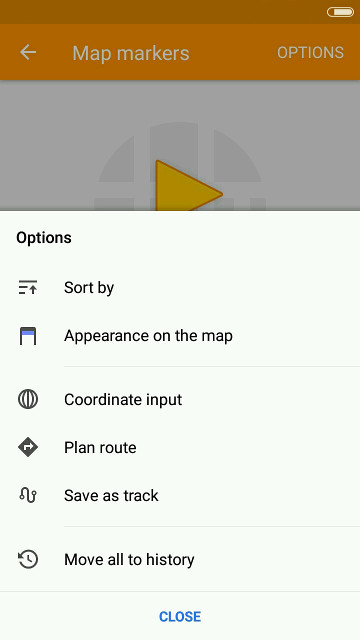 Map markers
OPTIONS
Options
Sort by
Appearance on the map
Coordinate input
Plan route
Save as track
Move all to history
CLOSE